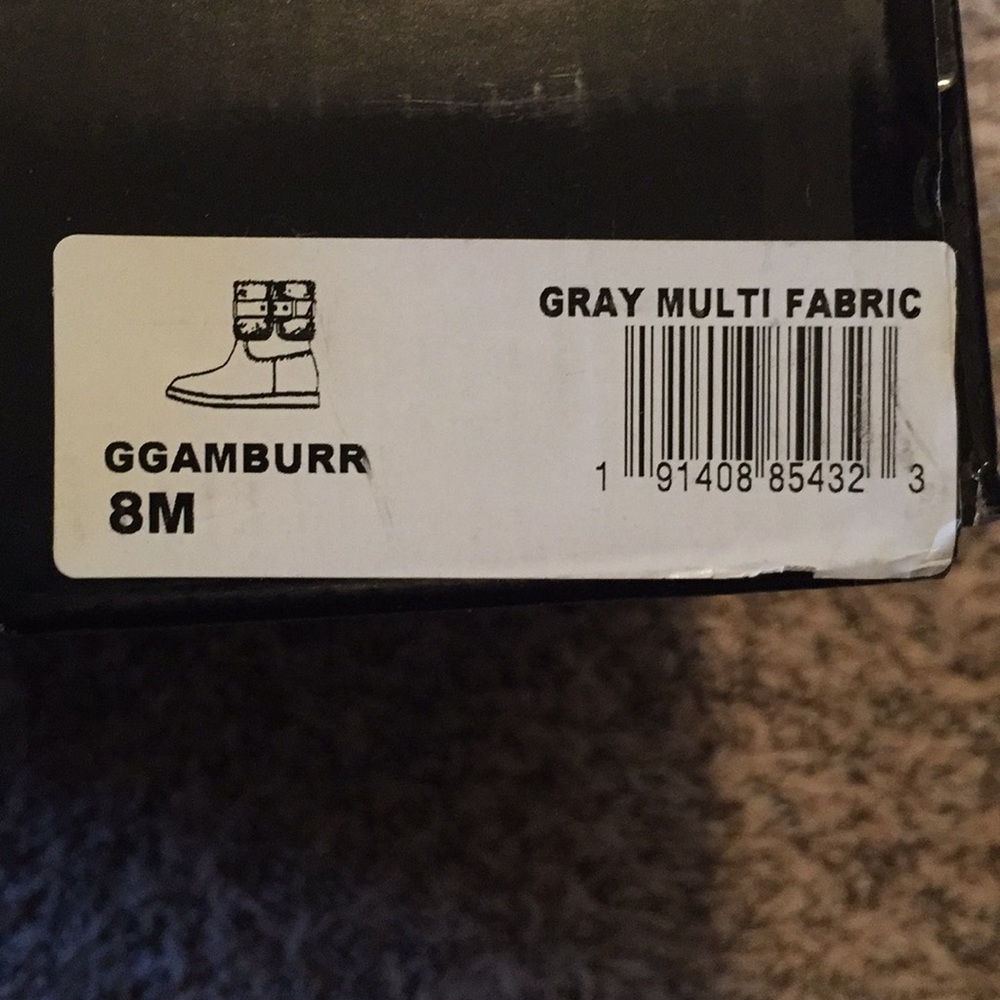 GRAY MULTI FABRIC
GGAMBURR
8M
1 91408 85432 3